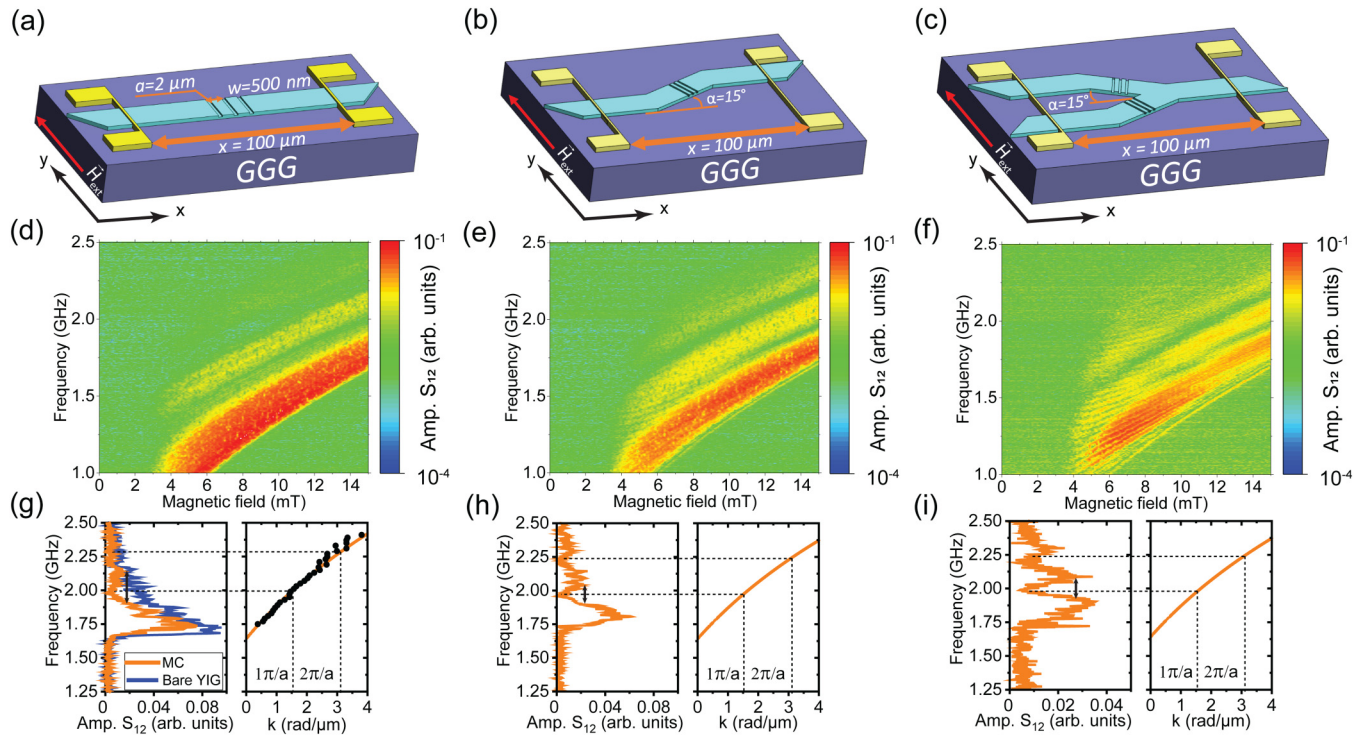 (a)
a=2 μm
w=500 nm
x = 100 μm
GGG
H⃗ext
y
x
(b)
α=15°
x = 100 μm
GGG
H⃗ext
y
x
(c)
α=15°
x = 100 μm
GGG
H⃗ext
y
x
(d)
2.5
2.0
1.5
1.0
Frequency (GHz)
0 2 4 6 8 10 12 14
Magnetic field (mT)
10⁻¹
10⁻⁴
Amp. S₁₂ (arb. units)
(e)
2.5
2.0
1.5
1.0
Frequency (GHz)
0 2 4 6 8 10 12 14
Magnetic field (mT)
10⁻¹
10⁻⁴
Amp. S₁₂ (arb. units)
(f)
2.5
2.0
1.5
1.0
Frequency (GHz)
0 2 4 6 8 10 12 14
Magnetic field (mT)
10⁻¹
10⁻⁴
Amp. S₁₂ (arb. units)
(g)
2.50
2.25
2.00
1.75
1.50
1.25
Frequency (GHz)
MC
Bare YIG
0.00 0.04 0.08
Amp. S₁₂ (arb. units)
1π/a 2π/a
0 1 2 3 4
k (rad/μm)
(h)
2.50
2.25
2.00
1.75
1.50
1.25
Frequency (GHz)
0.00 0.04 0.08
Amp. S₁₂ (arb. units)
1π/a 2π/a
0 1 2 3 4
k (rad/μm)
(i)
2.50
2.25
2.00
1.75
1.50
1.25
Frequency (GHz)
0.00 0.02 0.04
Amp. S₁₂ (arb. units)
1π/a 2π/a
0 1 2 3 4
k (rad/μm)